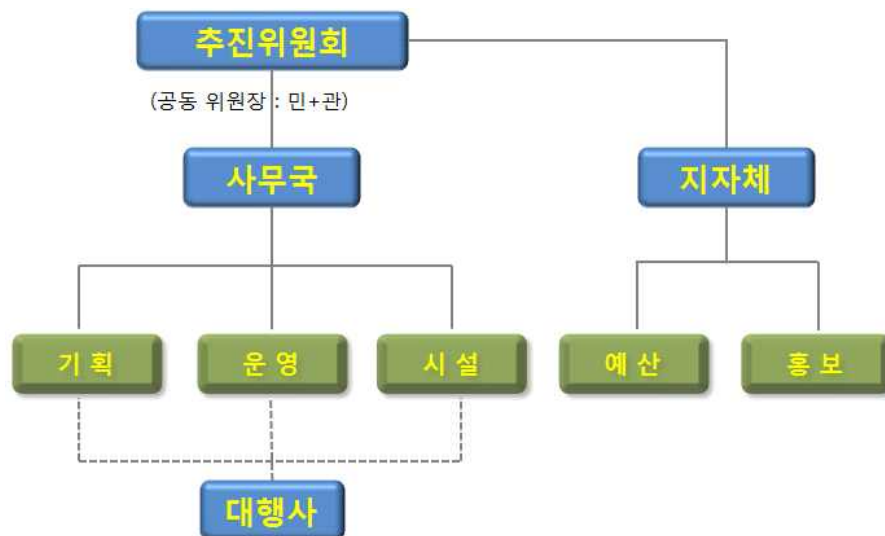 추진위원회
(공동 위원장 : 민+관)
사무국
지자체
기 획
운 영
시 설
예 산
홍 보
대행사